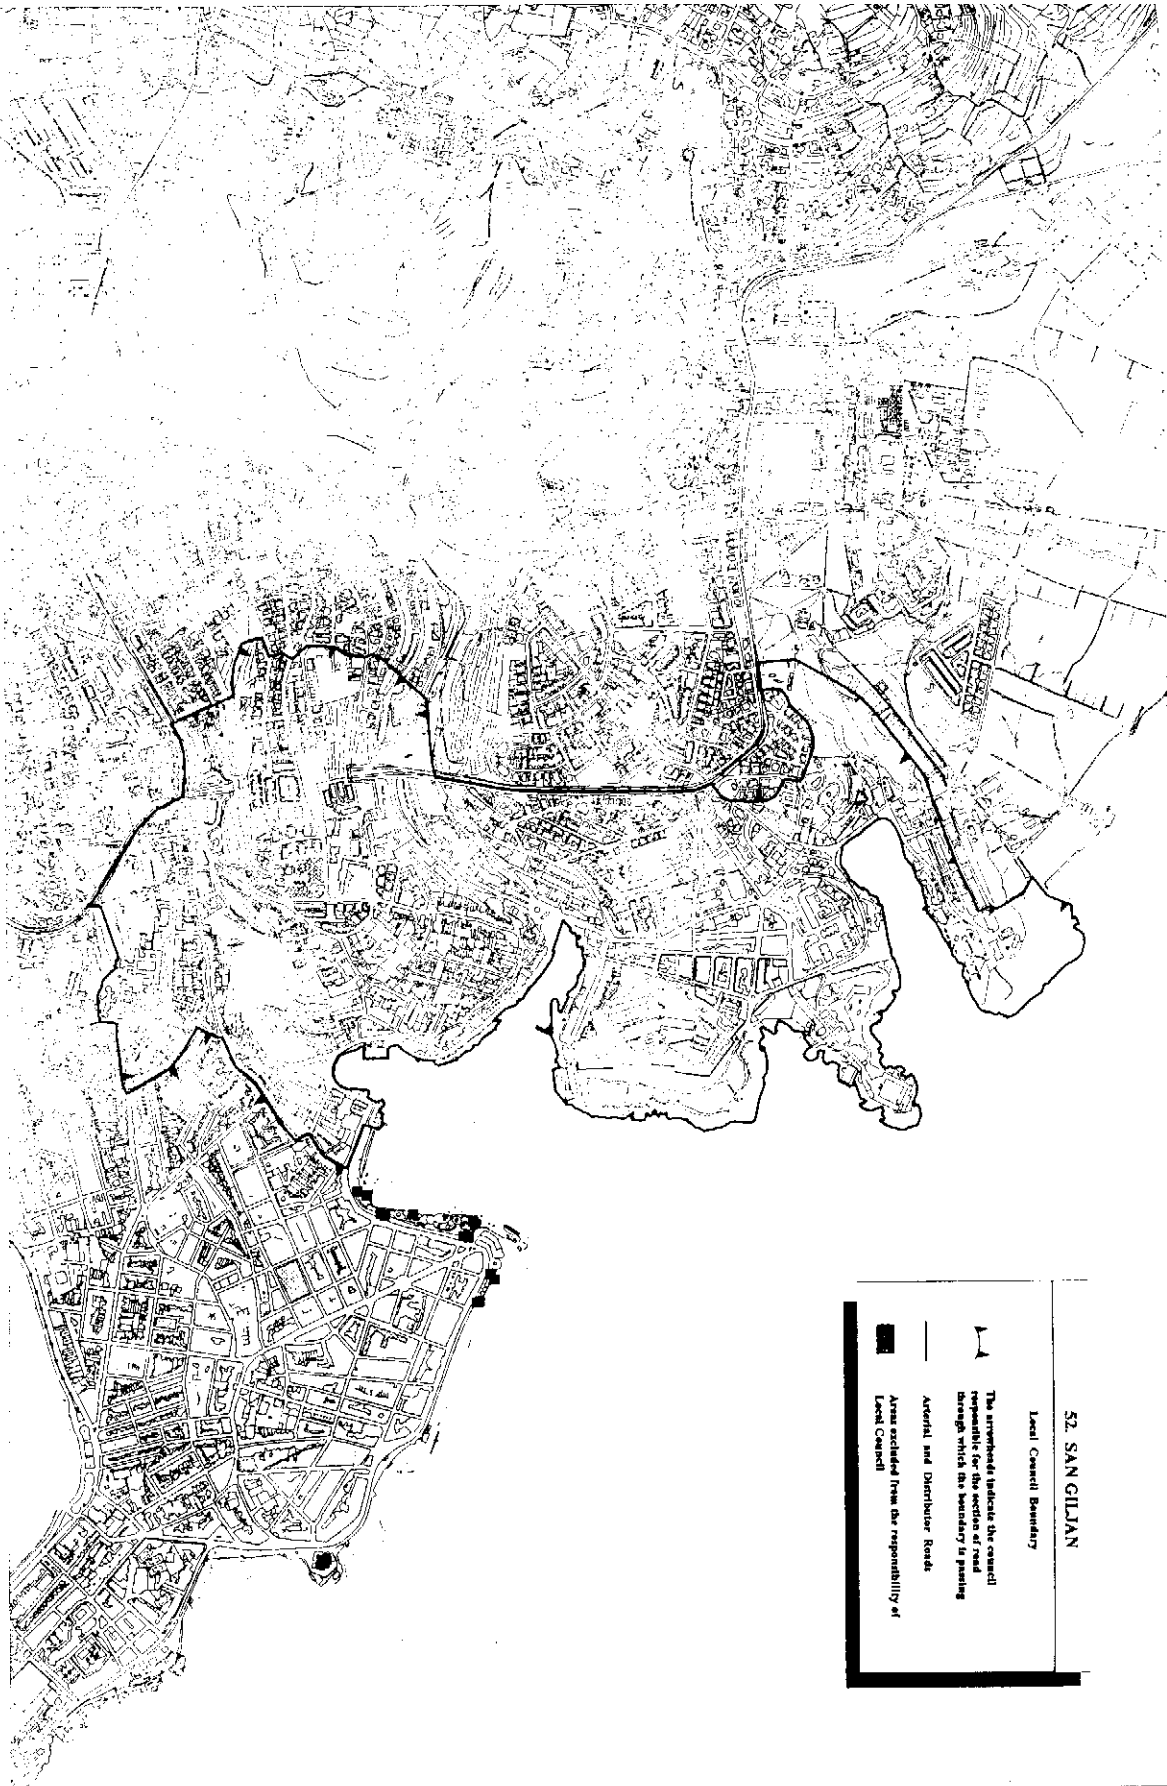 52. SAN GILJAN
Local Council Boundary
The arrowheads indicate the council
responsible for the section of road
through which the boundary is passing
Arterial and Distributor Roads
Areas excluded from the responsibility of
Local Council